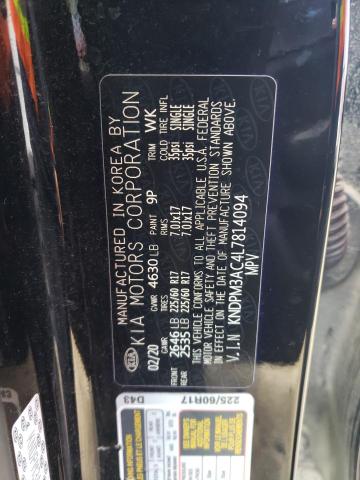 MANUFACTURED IN KOREA BY
KIA MOTORS CORPORATION
02/20 PAINT 9P TRIM WK
GVWR 4630 LB
GAWR TIRES RIMS COLD TIRE INFL
FRONT 2646 LB 225/60 R17 7.0Jx17 35psi SINGLE
REAR 2535 LB 225/60 R17 7.0Jx17 35psi SINGLE
THIS VEHICLE CONFORMS TO ALL APPLICABLE U.S.A. FEDERAL
MOTOR VEHICLE SAFETY AND THEFT PREVENTION STANDARDS
IN EFFECT ON THE DATE OF MANUFACTURE SHOWN ABOVE.
V.I.N KNDPM3AC4L7814094
MPV
KIA
D43
225/60R17